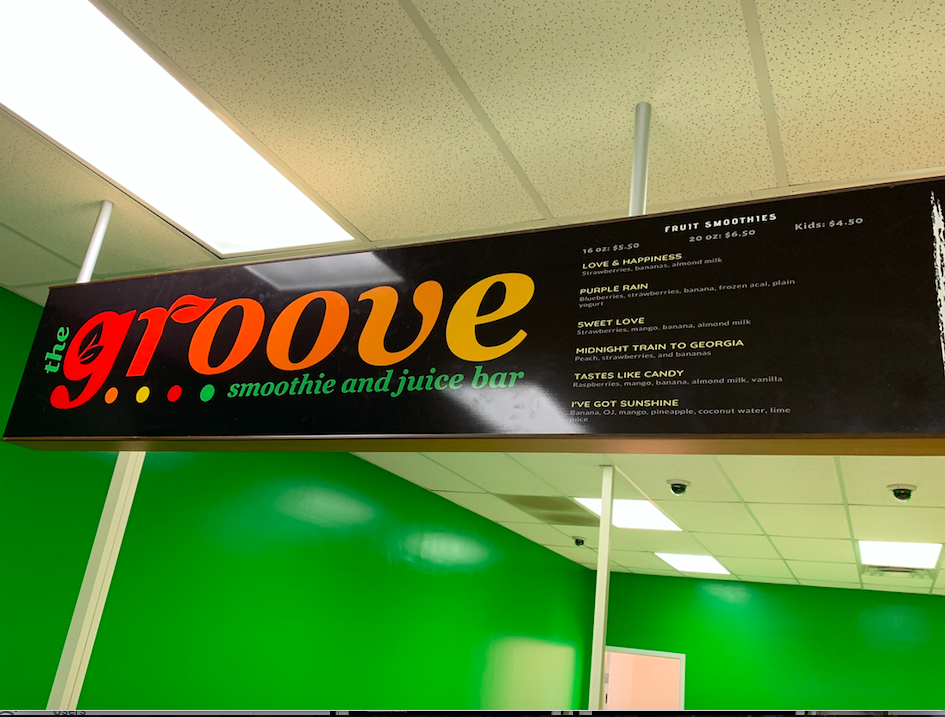 the
groove
smoothie and juice bar
FRUIT SMOOTHIES
16 oz: $5.50 20 oz: $6.50 Kids: $4.50
LOVE & HAPPINESS
Strawberries, bananas, almond milk
PURPLE RAIN
Blueberries, strawberries, banana, frozen acai, plain
yogurt
SWEET LOVE
Strawberries, mango, banana, almond milk
MIDNIGHT TRAIN TO GEORGIA
Peach, strawberries, and bananas
TASTES LIKE CANDY
Raspberries, mango, banana, almond milk, vanilla
I'VE GOT SUNSHINE
Banana, OJ, mango, pineapple, coconut water, lime
juice